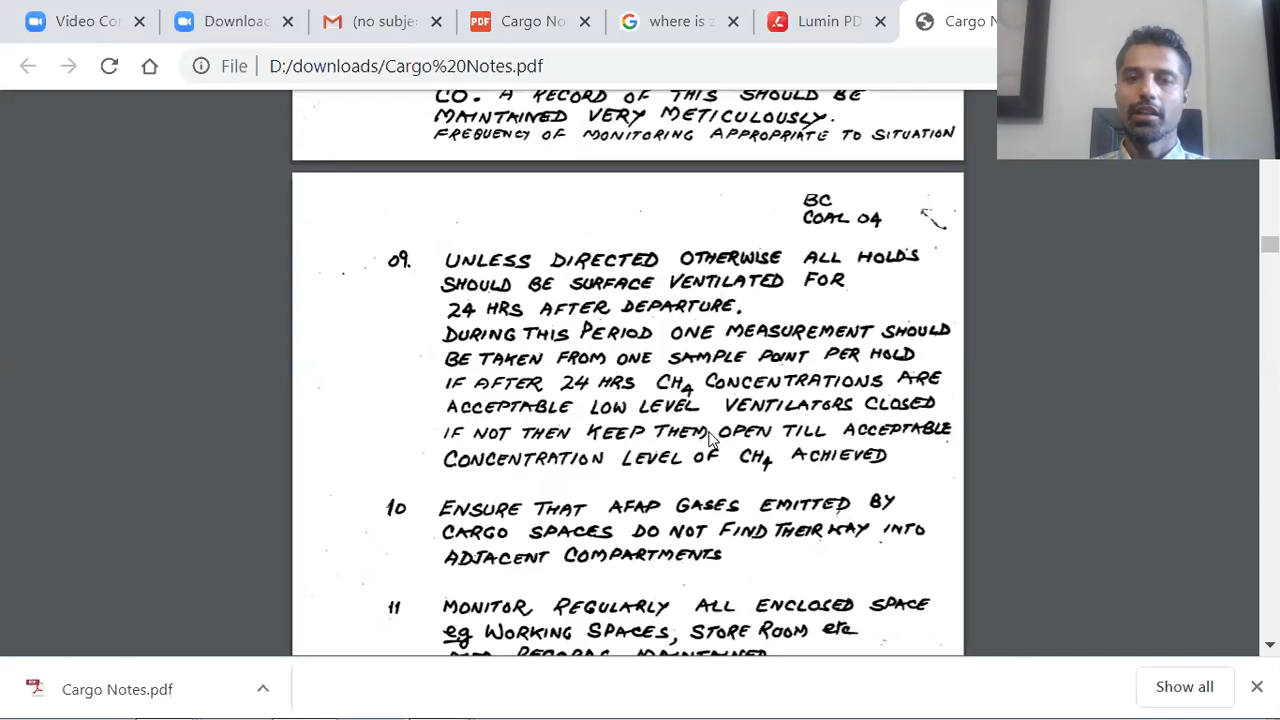 Video Co
Downloa
(no subje
Cargo No
where is z
Lumin PD
Cargo N
File
D:/downloads/Cargo%20Notes.pdf
CO. A RECORD OF THIS SHOULD BE
MAINTAINED VERY METICULOUSLY.
FREQUENCY OF MONITORING APPROPRIATE TO SITUATION
BC
COAL 04
09. UNLESS DIRECTED OTHERWISE ALL HOLDS
SHOULD BE SURFACE VENTILATED FOR
24 HRS AFTER DEPARTURE.
DURING THIS PERIOD ONE MEASUREMENT SHOULD
BE TAKEN FROM ONE SAMPLE POINT PER HOLD
IF AFTER 24 HRS CH4 CONCENTRATIONS ARE
ACCEPTABLE LOW LEVEL VENTILATORS CLOSED
IF NOT THEN KEEP THEM OPEN TILL ACCEPTABLE
CONCENTRATION LEVEL OF CH4 ACHIEVED
10 ENSURE THAT AFAP GASES EMITTED BY
CARGO SPACES DO NOT FIND THEIR WAY INTO
ADJACENT COMPARTMENTS
11 MONITOR REGULARLY ALL ENCLOSED SPACE
eg WORKING SPACES, STORE ROOM etc
RECORDS MAINTAINED
Cargo Notes.pdf
Show all